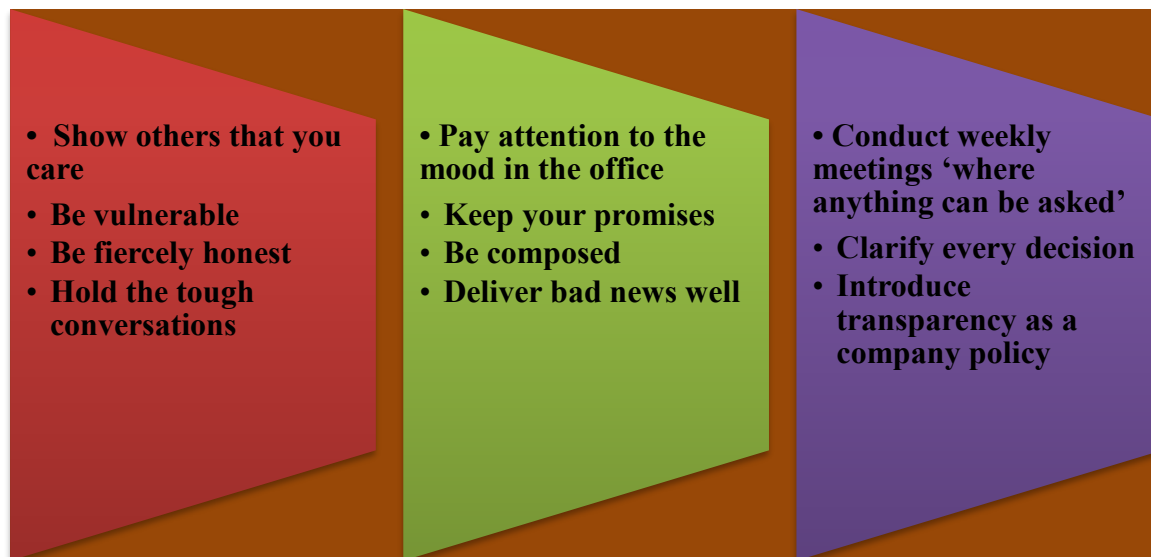 • Show others that you
care
• Be vulnerable
• Be fiercely honest
• Hold the tough
conversations
• Pay attention to the
mood in the office
• Keep your promises
• Be composed
• Deliver bad news well
• Conduct weekly
meetings ‘where
anything can be asked’
• Clarify every decision
• Introduce
transparency as a
company policy